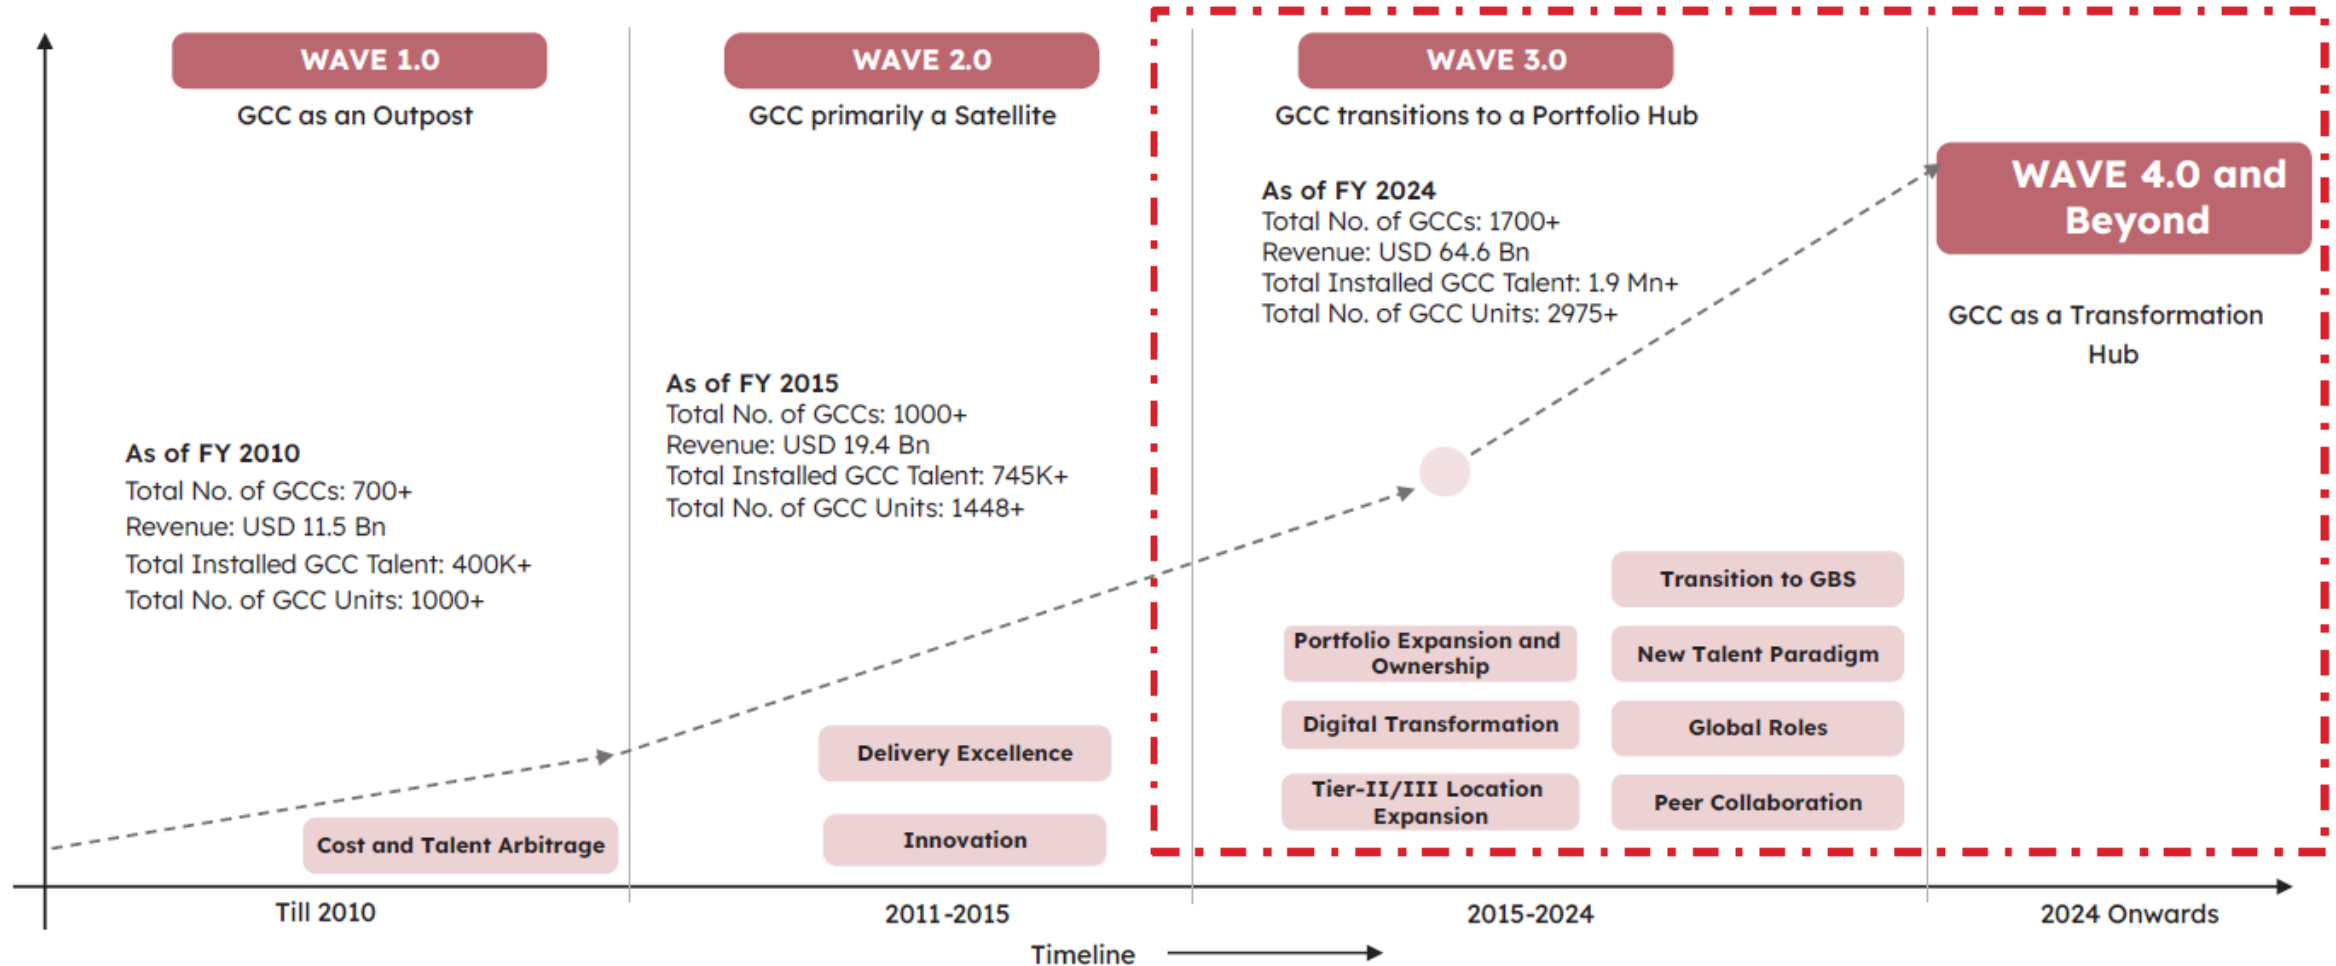 WAVE 1.0
GCC as an Outpost
As of FY 2010
Total No. of GCCs: 700+
Revenue: USD 11.5 Bn
Total Installed GCC Talent: 400K+
Total No. of GCC Units: 1000+
Cost and Talent Arbitrage
Till 2010
WAVE 2.0
GCC primarily a Satellite
As of FY 2015
Total No. of GCCs: 1000+
Revenue: USD 19.4 Bn
Total Installed GCC Talent: 745K+
Total No. of GCC Units: 1448+
Delivery Excellence
Innovation
2011-2015
WAVE 3.0
GCC transitions to a Portfolio Hub
As of FY 2024
Total No. of GCCs: 1700+
Revenue: USD 64.6 Bn
Total Installed GCC Talent: 1.9 Mn+
Total No. of GCC Units: 2975+
Portfolio Expansion and
Ownership
Digital Transformation
Tier-II/III Location
Expansion
Transition to GBS
New Talent Paradigm
Global Roles
Peer Collaboration
2015-2024
WAVE 4.0 and
Beyond
GCC as a Transformation
Hub
2024 Onwards
Timeline